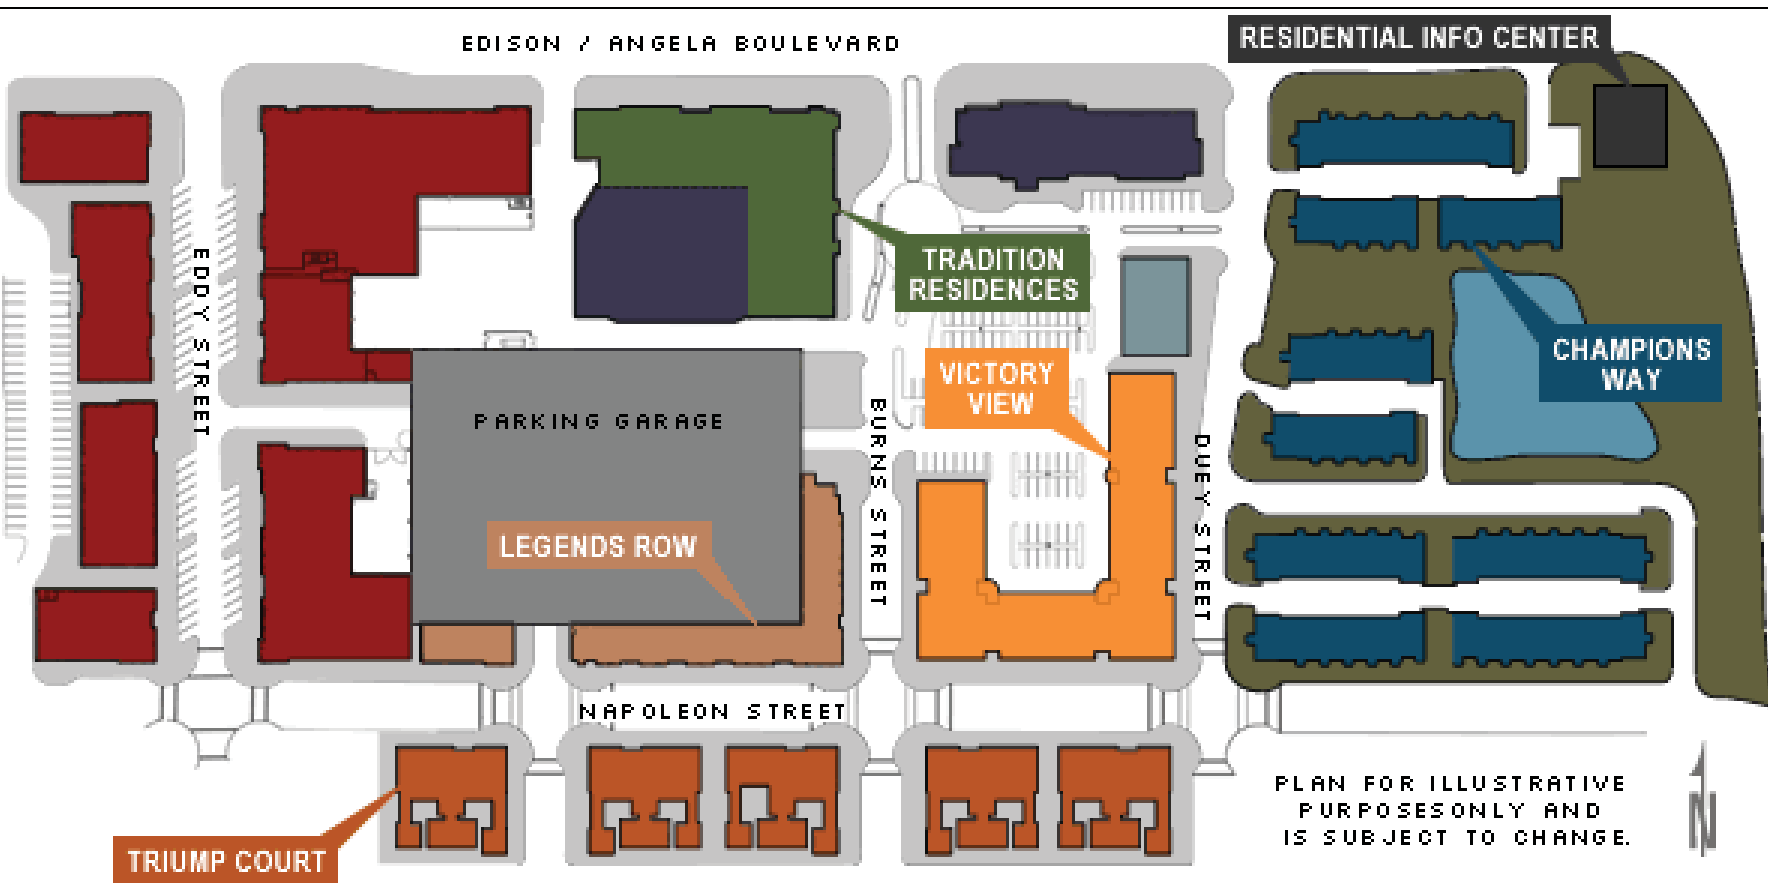 EDISON / ANGELA BOULEVARD
RESIDENTIAL INFO CENTER
EDDY STREET
TRADITION
RESIDENCES
CHAMPIONS
WAY
VICTORY
VIEW
PARKING GARAGE
BURNS STREET
DUEY STREET
LEGENDS ROW
NAPOLEON STREET
TRIUMP COURT
PLAN FOR ILLUSTRATIVE
PURPOSESONLY AND
IS SUBJECT TO CHANGE.
N